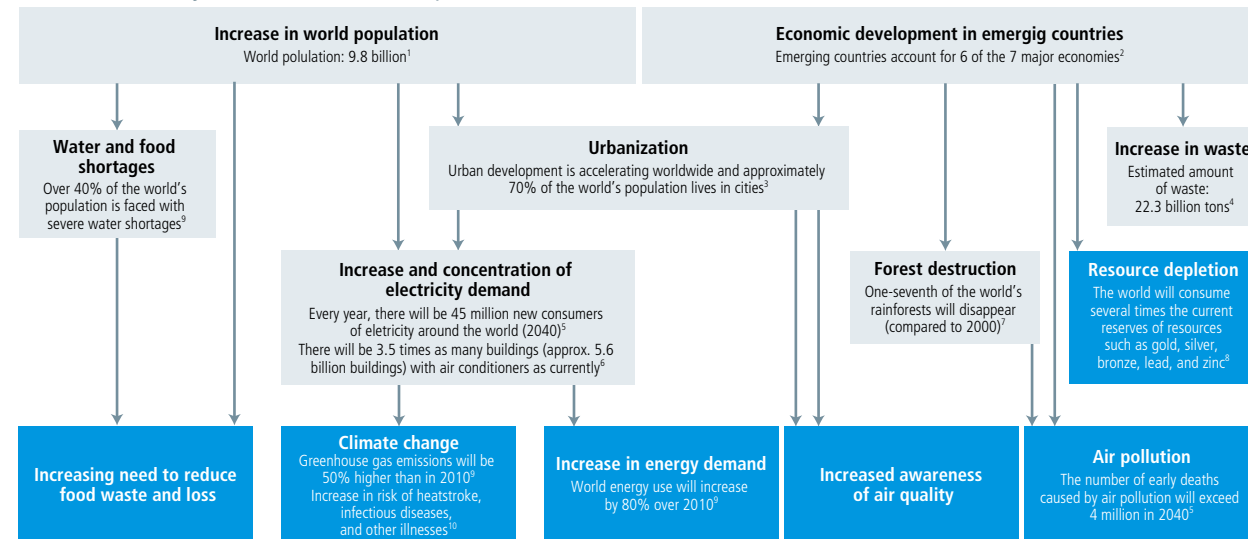 Increase in world population
World polulation: 9.8 billion¹
Economic development in emergig countries
Emerging countries account for 6 of the 7 major economies²
Water and food
shortages
Over 40% of the world's
population is faced with
severe water shortages⁹
Urbanization
Urban development is accelerating worldwide and approximately
70% of the world's population lives in cities³
Increase in waste
Estimated amount
of waste:
22.3 billion tons⁴
Increase and concentration of
electricity demand
Every year, there will be 45 million new consumers
of eletricity around the world (2040)⁵
There will be 3.5 times as many buildings (approx. 5.6
billion buildings) with air conditioners as currently⁶
Forest destruction
One-seventh of the world's
rainforests will disappear
(compared to 2000)⁷
Resource depletion
The world will consume
several times the current
reserves of resources
such as gold, silver,
bronze, lead, and zinc⁸
Increasing need to reduce
food waste and loss
Climate change
Greenhouse gas emissions will be
50% higher than in 2010⁹
Increase in risk of heatstroke,
infectious diseases,
and other illnesses¹⁰
Increase in energy demand
World energy use will increase
by 80% over 2010⁹
Increased awareness
of air quality
Air pollution
The number of early deaths
caused by air pollution will exceed
4 million in 2040⁵